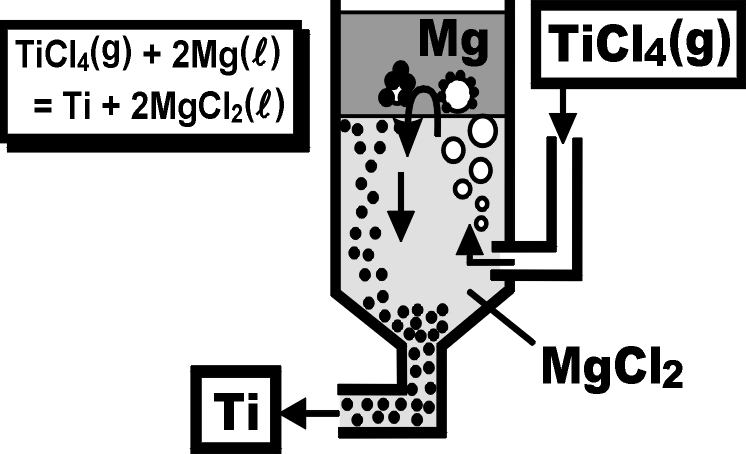 TiCl₄(g) + 2Mg(ℓ)
= Ti + 2MgCl₂(ℓ)
Mg
TiCl₄(g)
MgCl₂
Ti